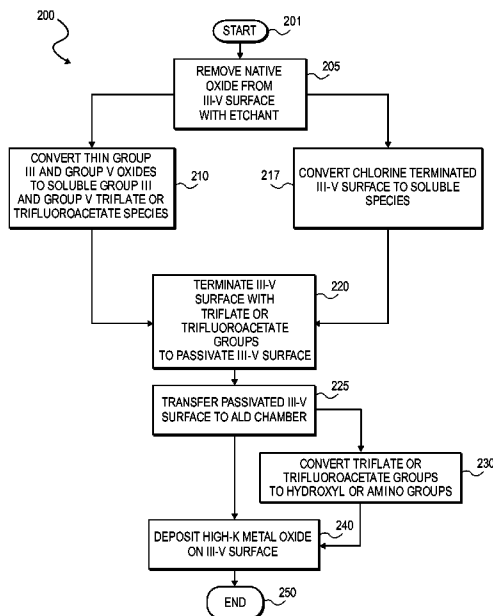 200
START
201
REMOVE NATIVE
OXIDE FROM
III-V SURFACE
WITH ETCHANT
205
CONVERT THIN GROUP
III AND GROUP V OXIDES
TO SOLUBLE GROUP III
AND GROUP V TRIFLATE OR
TRIFLUOROACETATE SPECIES
210
217
CONVERT CHLORINE TERMINATED
III-V SURFACE TO SOLUBLE
SPECIES
TERMINATE III-V
SURFACE WITH
TRIFLATE OR
TRIFLUOROACETATE
GROUPS
TO PASSIVATE III-V SURFACE
220
TRANSFER PASSIVATED III-V
SURFACE TO ALD CHAMBER
225
CONVERT TRIFLATE OR
TRIFLUOROACETATE GROUPS
TO HYDROXYL OR AMINO GROUPS
230
DEPOSIT HIGH-K METAL OXIDE
ON III-V SURFACE
240
END
250